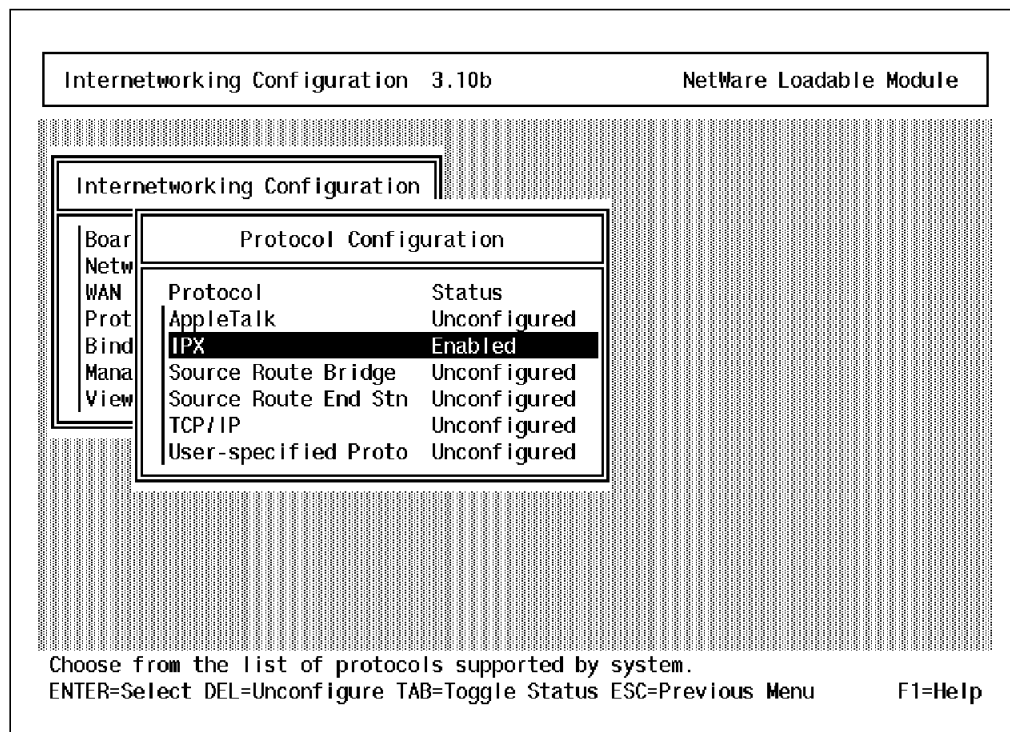 Internetworking Configuration 3.10b NetWare Loadable Module
Internetworking Configuration
Boar
Netw
WAN
Prot
Bind
Mana
View
Protocol Configuration
Protocol Status
AppleTalk Unconfigured
IPX Enabled
Source Route Bridge Unconfigured
Source Route End Stn Unconfigured
TCP/IP Unconfigured
User-specified Proto Unconfigured
Choose from the list of protocols supported by system.
ENTER=Select DEL=Unconfigure TAB=Toggle Status ESC=Previous Menu F1=Help